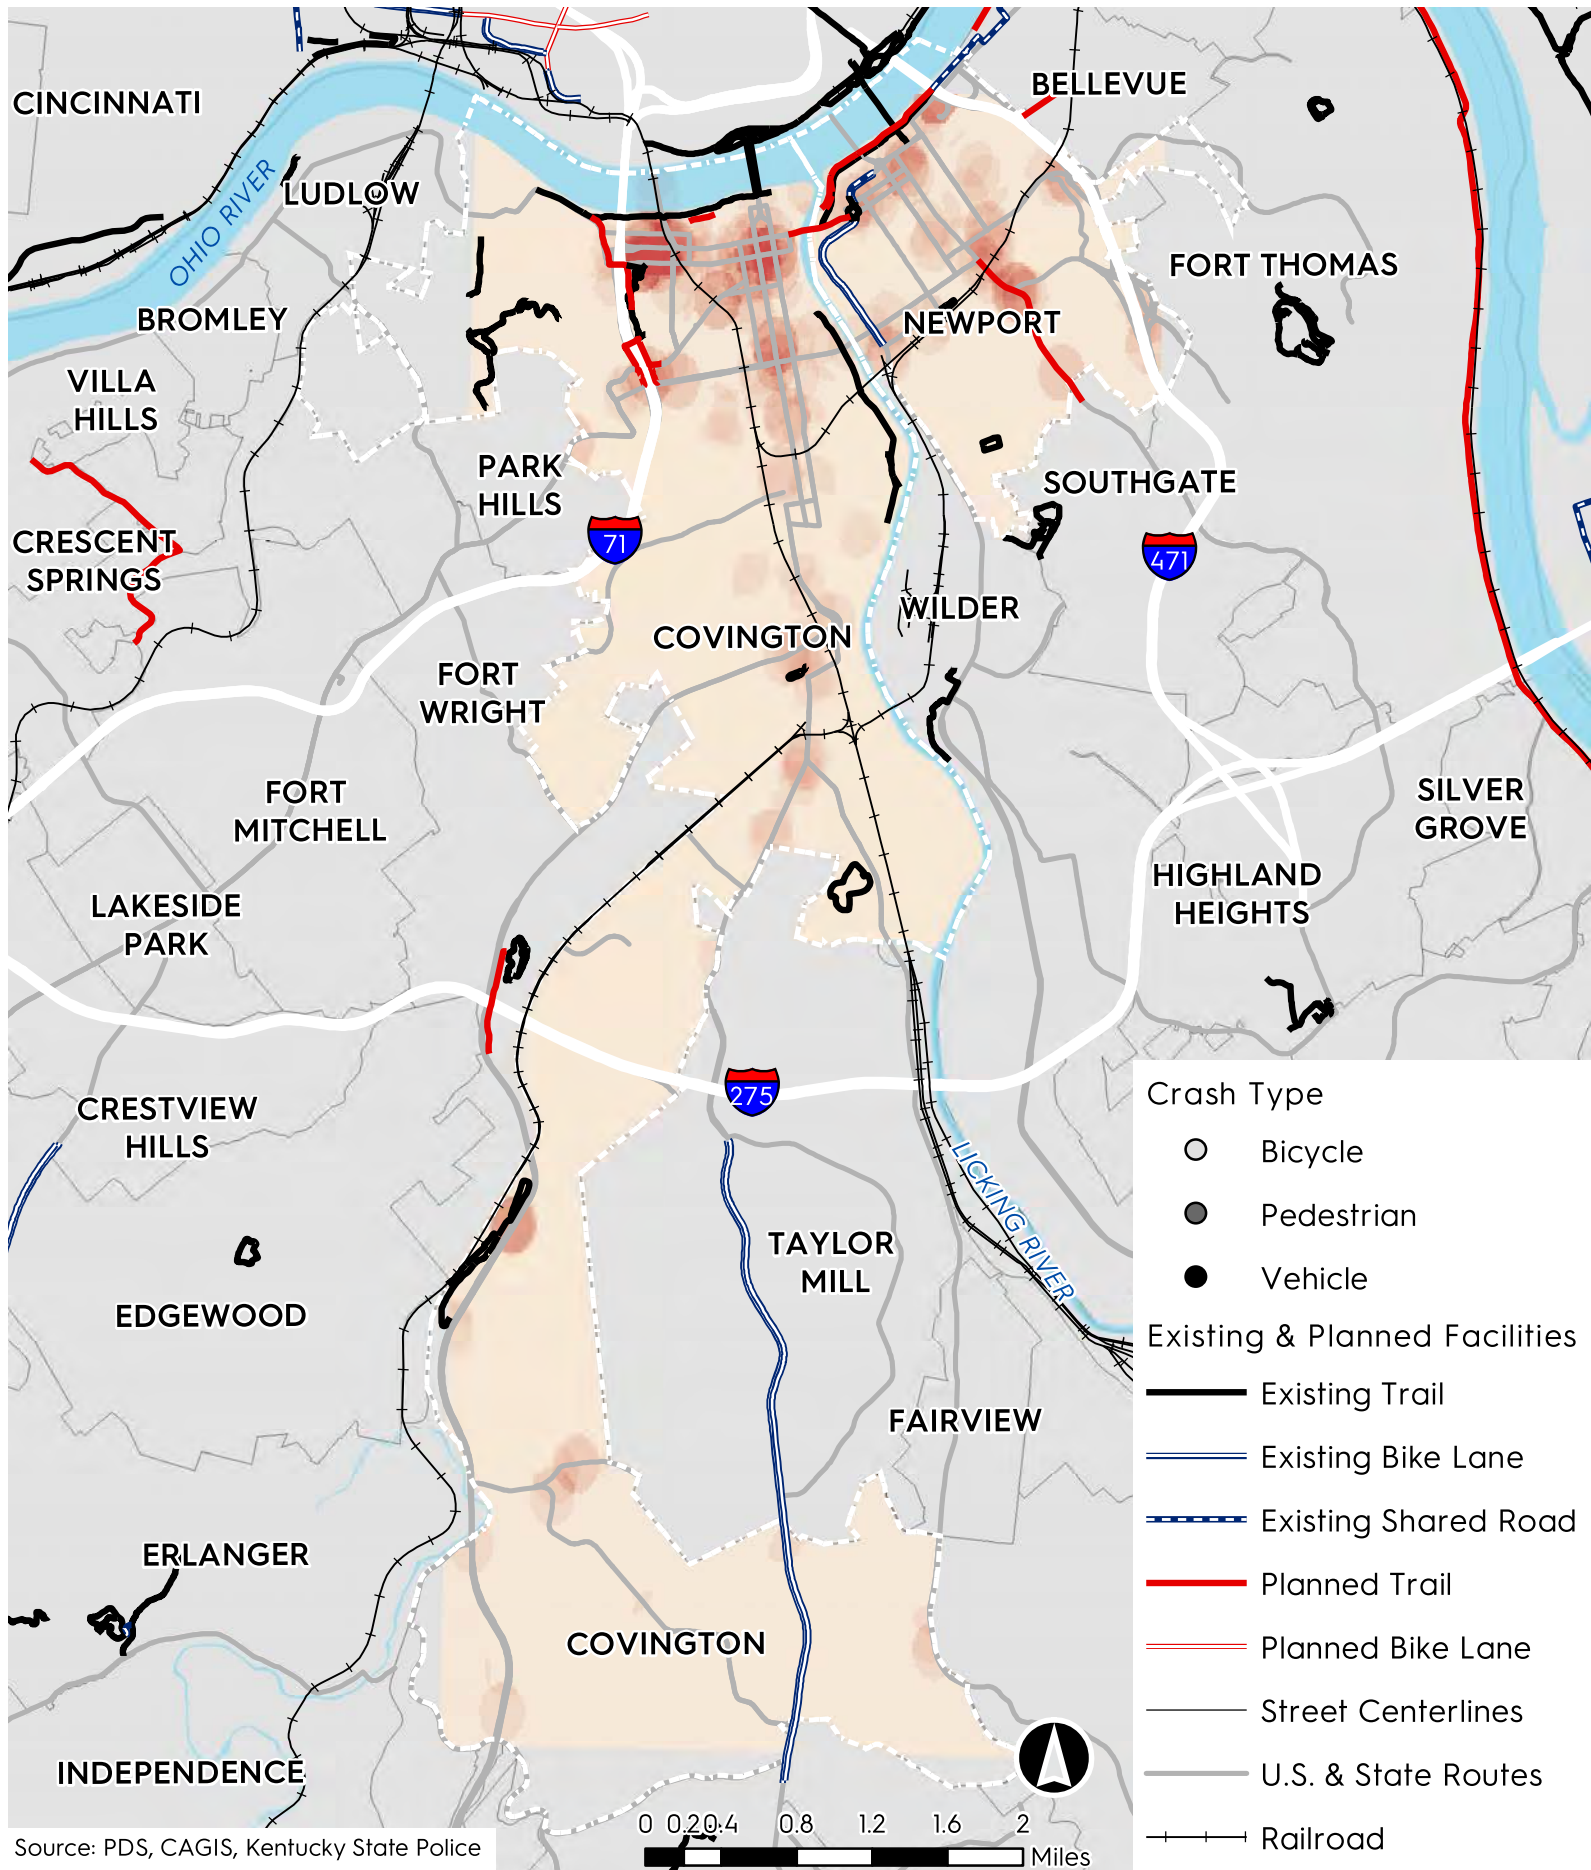 BELLEVUE
CINCINNATI
LUDLOW
OHIO RIVER
FORT THOMAS
BROMLEY
NEWPORT
VILLA
HILLS
PARK
HILLS
SOUTHGATE
CRESCENT
SPRINGS
71
471
WILDER
COVINGTON
FORT
WRIGHT
FORT
MITCHELL
SILVER
GROVE
HIGHLAND
HEIGHTS
LAKESIDE
PARK
275
CRESTVIEW
HILLS
LICKING RIVER
TAYLOR
MILL
EDGEWOOD
FAIRVIEW
ERLANGER
COVINGTON
INDEPENDENCE
Crash Type
Bicycle
Pedestrian
Vehicle
Existing & Planned Facilities
Existing Trail
Existing Bike Lane
Existing Shared Road
Planned Trail
Planned Bike Lane
Street Centerlines
U.S. & State Routes
Railroad
0 0.20.4 0.8 1.2 1.6 2
Miles
Source: PDS, CAGIS, Kentucky State Police